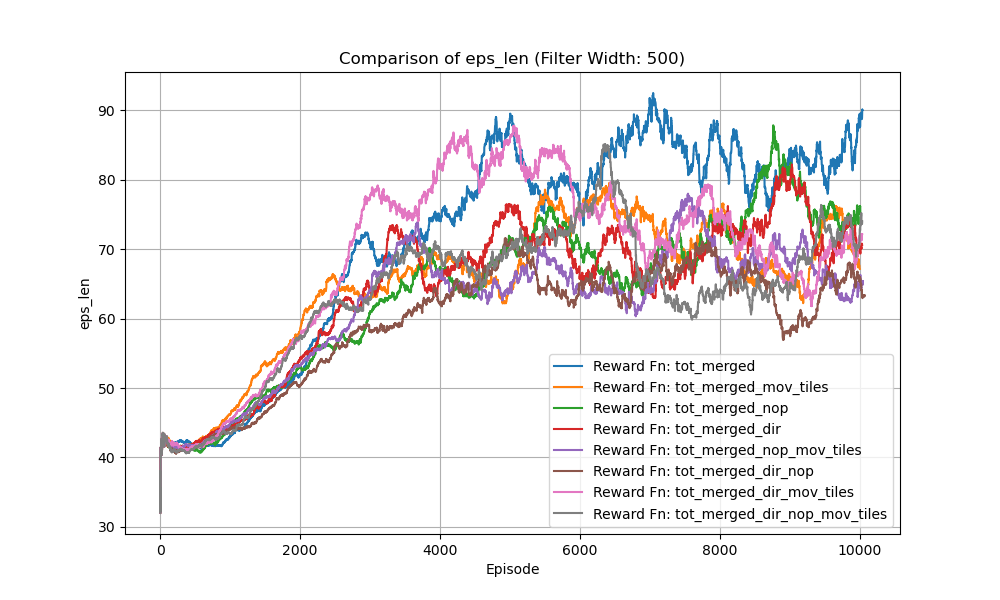 Comparison of eps_len (Filter Width: 500)
eps_len
90
80
70
60
50
40
30
0
2000
4000
6000
8000
10000
Episode
Reward Fn: tot_merged
Reward Fn: tot_merged_mov_tiles
Reward Fn: tot_merged_nop
Reward Fn: tot_merged_dir
Reward Fn: tot_merged_nop_mov_tiles
Reward Fn: tot_merged_dir_nop
Reward Fn: tot_merged_dir_mov_tiles
Reward Fn: tot_merged_dir_nop_mov_tiles